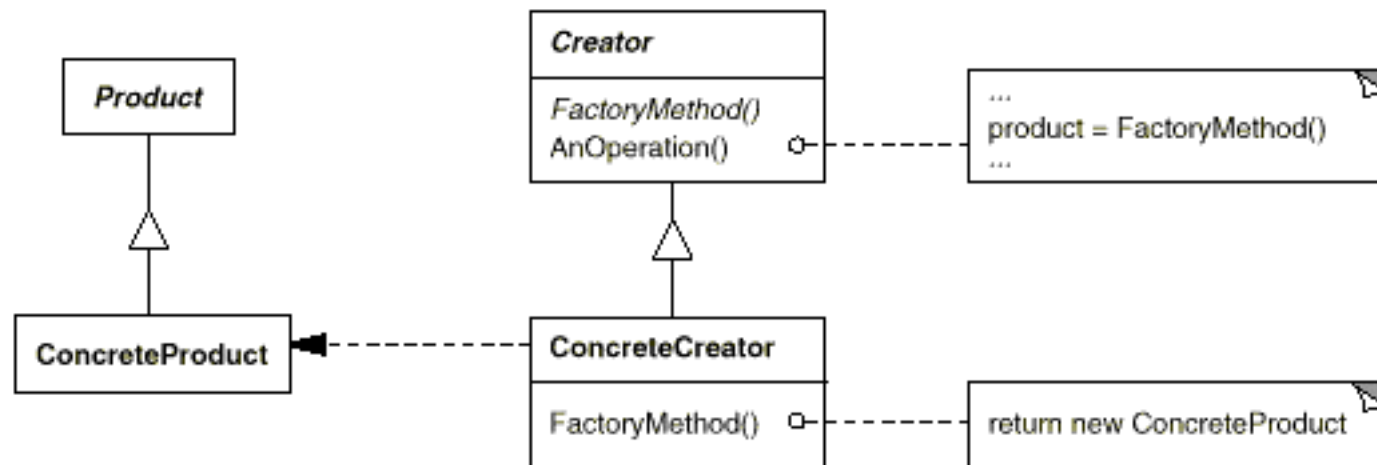 Product
ConcreteProduct
Creator
FactoryMethod()
AnOperation()
...
product = FactoryMethod()
...
ConcreteCreator
FactoryMethod()
return new ConcreteProduct